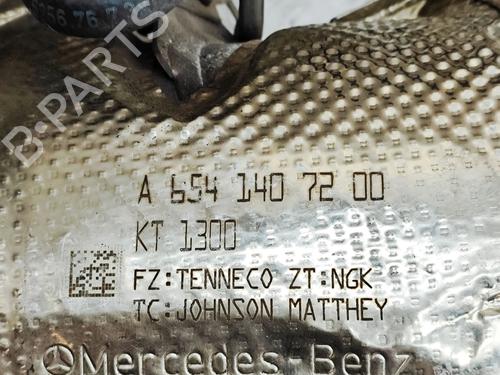 B-PARTS
A 654 140 72 00
KT 1300
FZ:TENNECO ZT:NGK
TC:JOHNSON MATTHEY
Mercedes-Benz